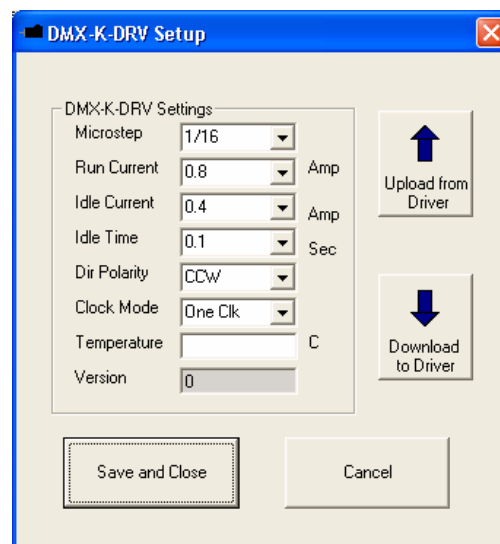 DMX-K-DRV Setup
DMX-K-DRV Settings
Microstep 1/16
Run Current 0.8 Amp
Idle Current 0.4 Amp
Idle Time 0.1 Sec
Dir Polarity CCW
Clock Mode One Clk
Temperature C
Version 0
Upload from
Driver
Download
to Driver
Save and Close
Cancel